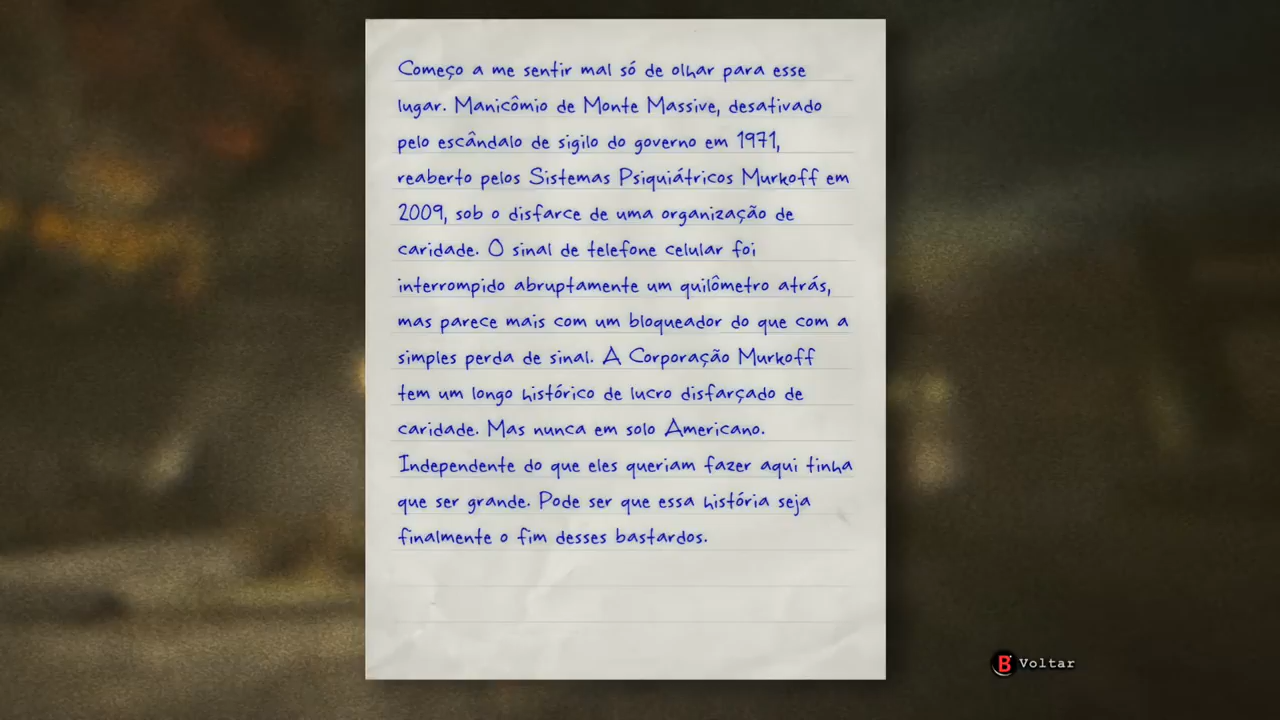 Começo a me sentir mal só de olhar para esse
lugar. Manicômio de Monte Massive, desativado
pelo escândalo de sigilo do governo em 1971,
reaberto pelos Sistemas Psiquiátricos Murkoff em
2009, sob o disfarce de uma organização de
caridade. O sinal de telefone celular foi
interrompido abruptamente um quilômetro atrás,
mas parece mais com um bloqueador do que com a
simples perda de sinal. A Corporação Murkoff
tem um longo histórico de lucro disfarçado de
caridade. Mas nunca em solo Americano.
Independente do que eles queriam fazer aqui tinha
que ser grande. Pode ser que essa história seja
finalmente o fim desses bastardos.
B Voltar